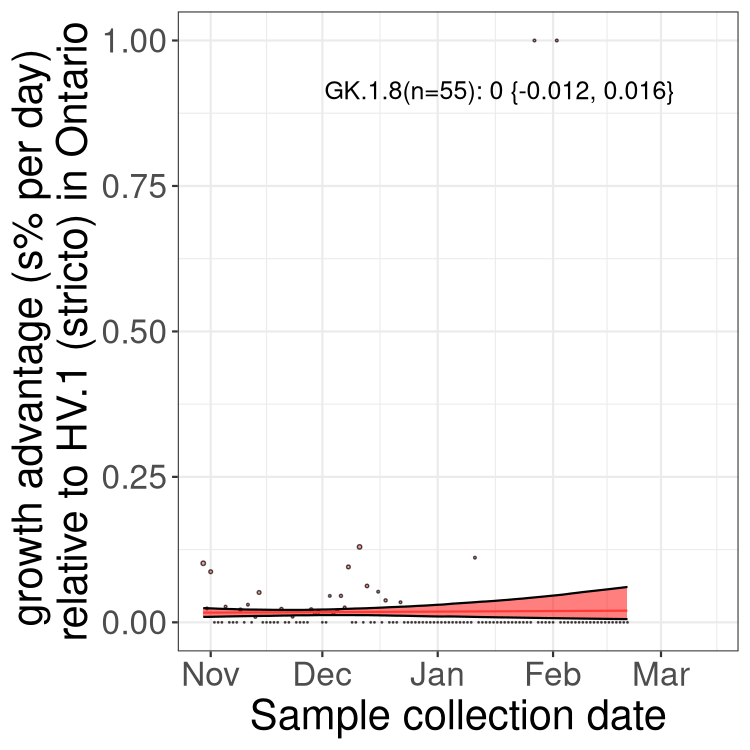 growth advantage (s% per day)
relative to HV.1 (stricto) in Ontario
1.00
0.75
0.50
0.25
0.00
GK.1.8(n=55): 0 {-0.012, 0.016}
Nov Dec Jan Feb Mar
Sample collection date